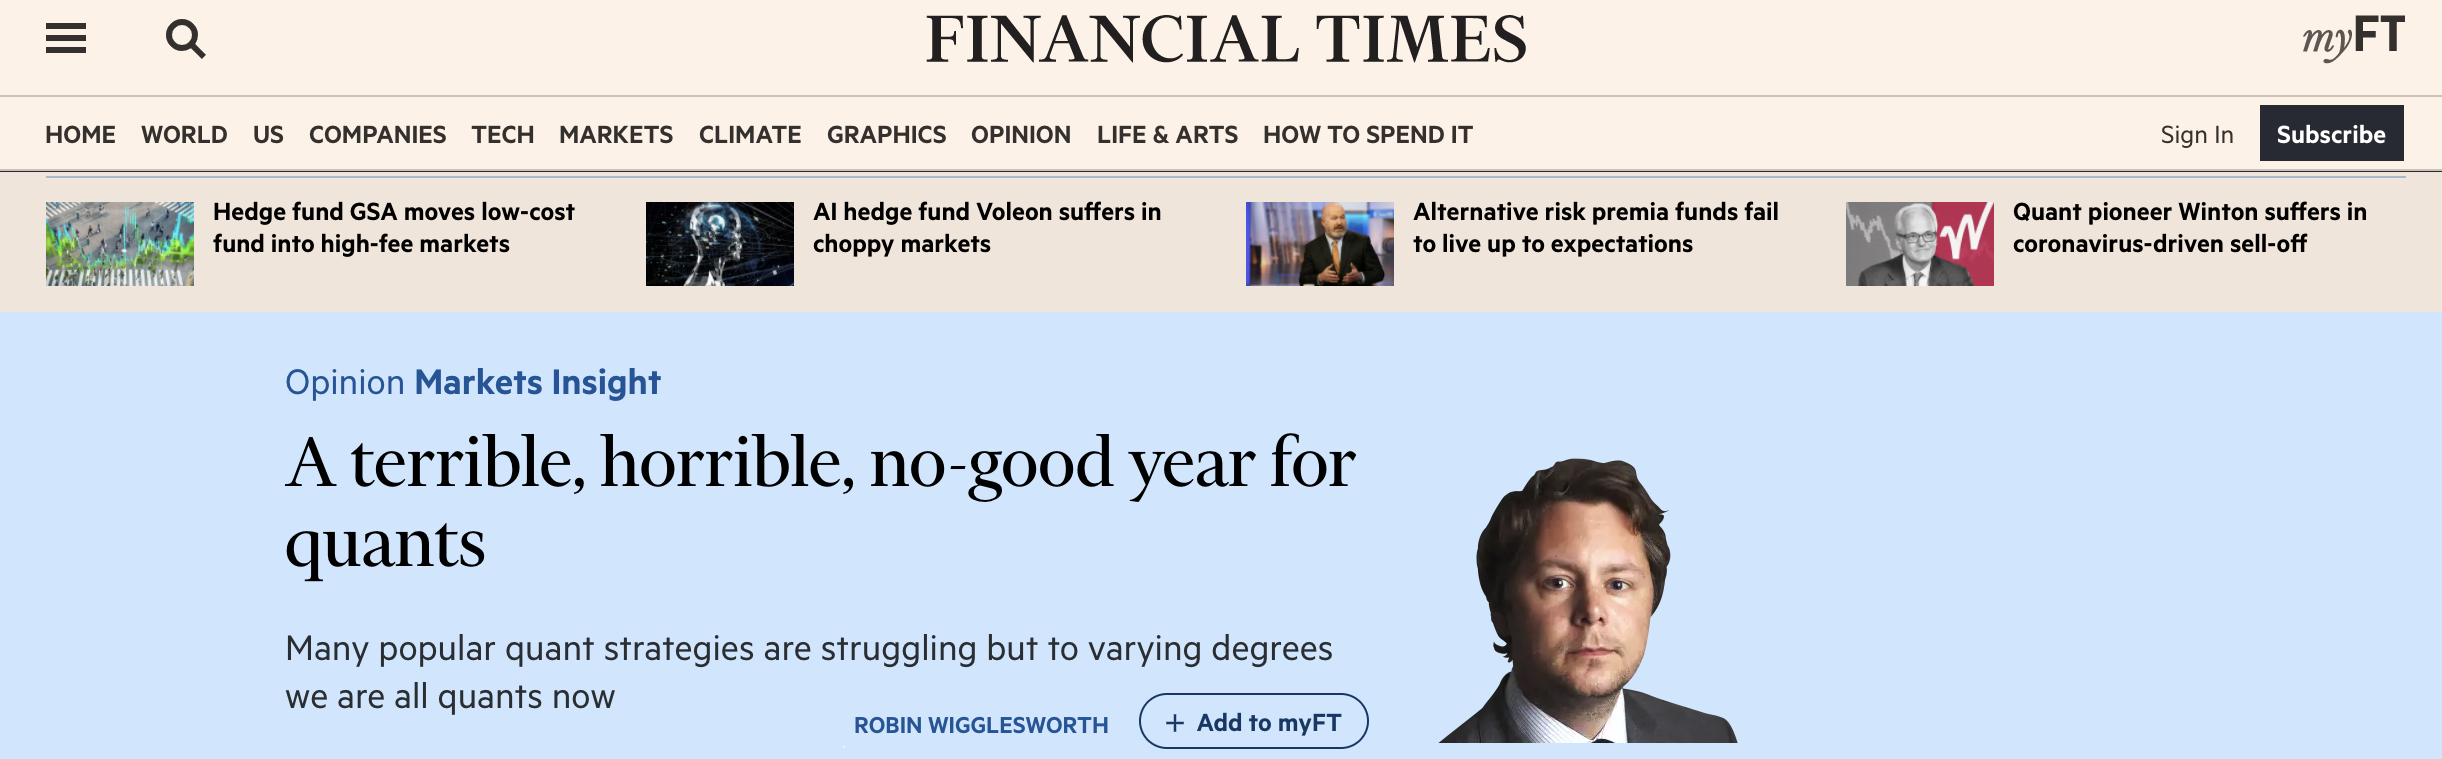 FINANCIAL TIMES
myFT
HOME WORLD US COMPANIES TECH MARKETS CLIMATE GRAPHICS OPINION LIFE & ARTS HOW TO SPEND IT
Sign In Subscribe
Hedge fund GSA moves low-cost
fund into high-fee markets
AI hedge fund Voleon suffers in
choppy markets
Alternative risk premia funds fail
to live up to expectations
Quant pioneer Winton suffers in
coronavirus-driven sell-off
Opinion Markets Insight
A terrible, horrible, no-good year for
quants
Many popular quant strategies are struggling but to varying degrees
we are all quants now
ROBIN WIGGLESWORTH
+ Add to myFT